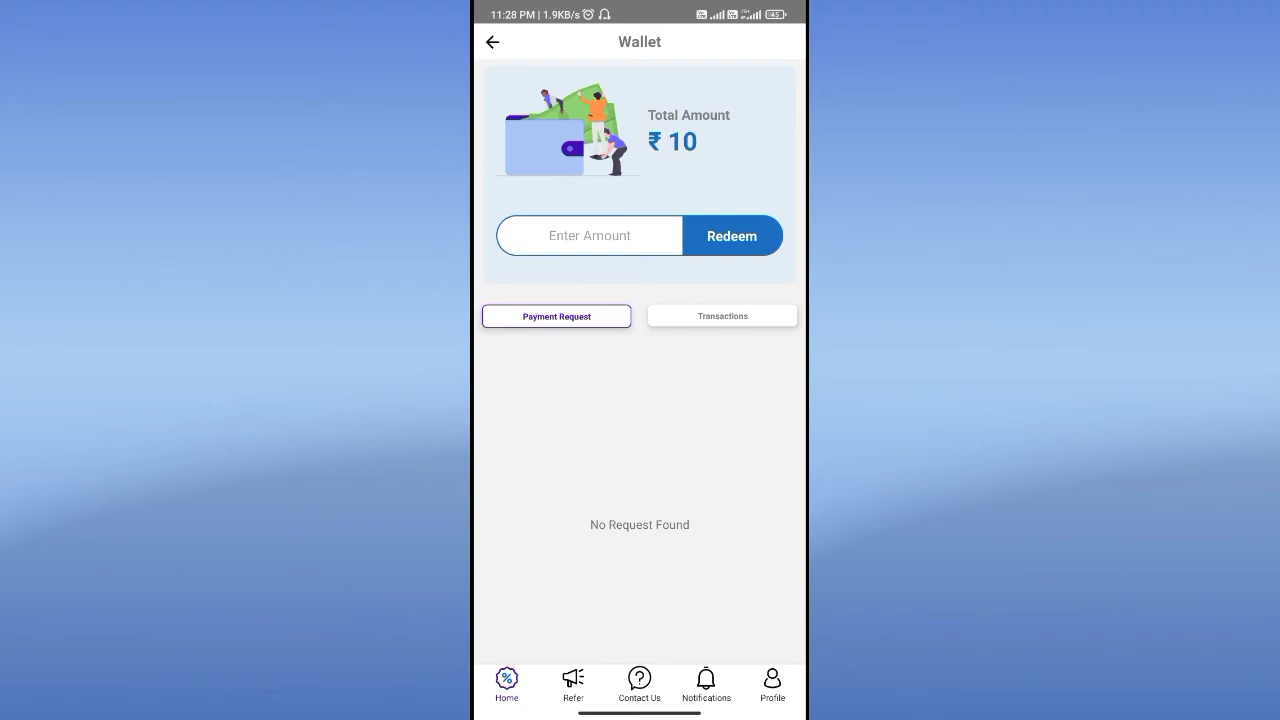 11:28 PM | 1.9KB/s
45
Wallet
Total Amount
₹ 10
Enter Amount
Redeem
Payment Request
Transactions
No Request Found
Home
Refer
Contact Us
Notifications
Profile